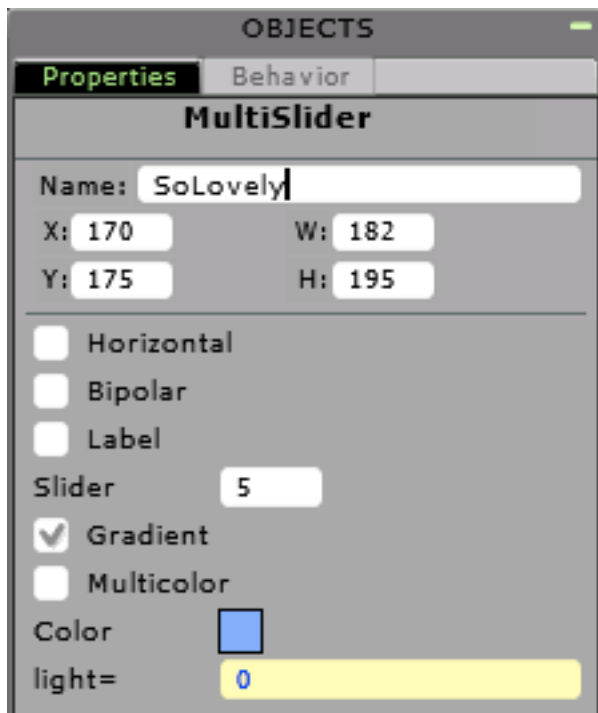 OBJECTS
Properties Behavior
MultiSlider
Name: SoLovely
X: 170 W: 182
Y: 175 H: 195
Horizontal
Bipolar
Label
Slider 5
Gradient
Multicolor
Color
light= 0